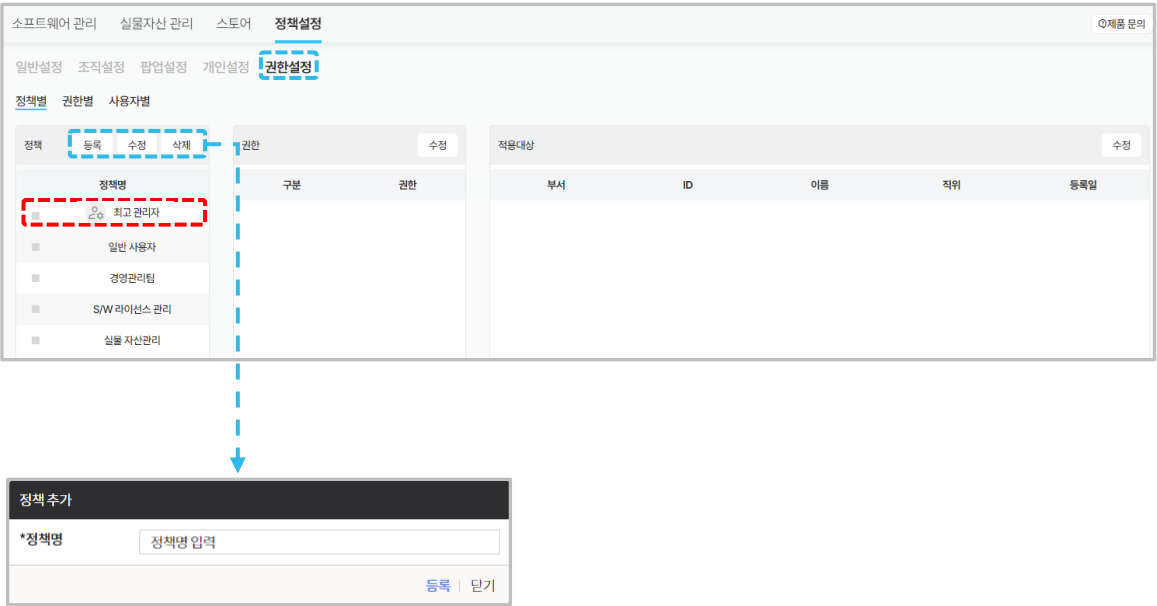 소프트웨어 관리 실물자산 관리 스토어 정책설정 제품 문의
일반설정 조직설정 팝업설정 개인설정 권한설정
정책별 권한별 사용자별
정책 등록 수정 삭제 권한 수정 적용대상 수정
정책명 구분 권한 부서 ID 이름 직위 등록일
최고 관리자
일반 사용자
경영관리팀
S/W 라이선스 관리
실물 자산관리
정책 추가
*정책명 정책명 입력
등록 | 닫기